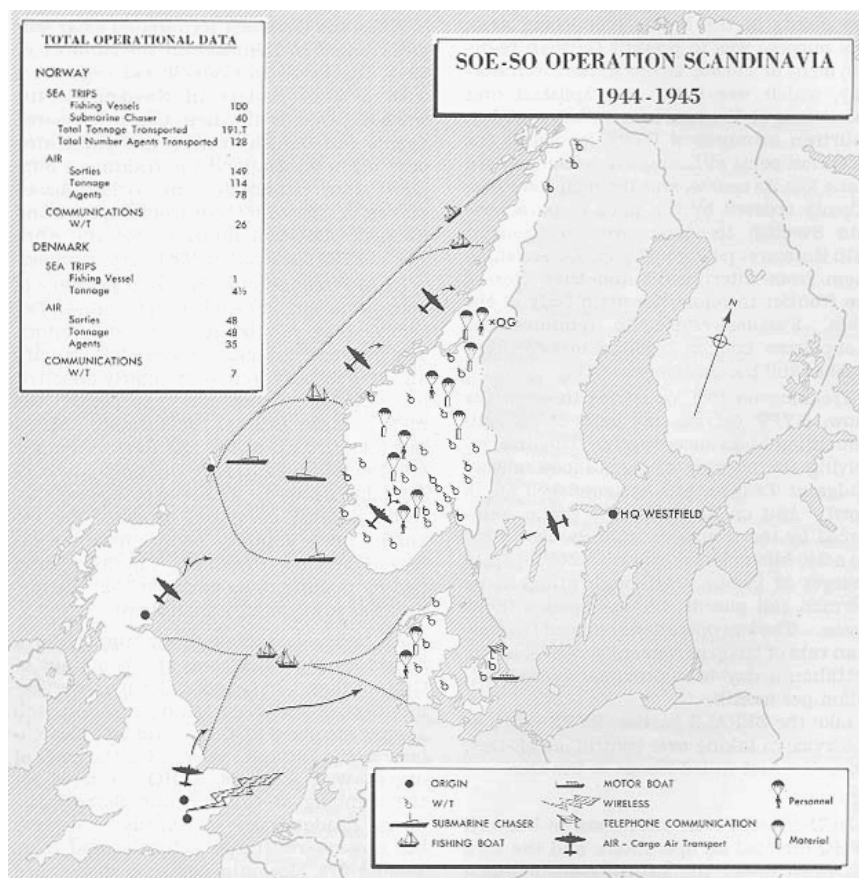 TOTAL OPERATIONAL DATA
NORWAY
SEA TRIPS
Fishing Vessels 100
Submarine Chaser 40
Total Tonnage Transported 191.T
Total Number Agents Transported 128
AIR
Sorties 149
Tonnage 114
Agents 78
COMMUNICATIONS
W/T 26
DENMARK
SEA TRIPS
Fishing Vessel 1
Tonnage 4½
AIR
Sorties 48
Tonnage 48
Agents 35
COMMUNICATIONS
W/T 7
SOE-SO OPERATION SCANDINAVIA
1944-1945
×OG
N
HQ WESTFIELD
ORIGIN
W/T
SUBMARINE CHASER
FISHING BOAT
MOTOR BOAT
WIRELESS
TELEPHONE COMMUNICATION
AIR - Cargo Air Transport
Personnel
Material